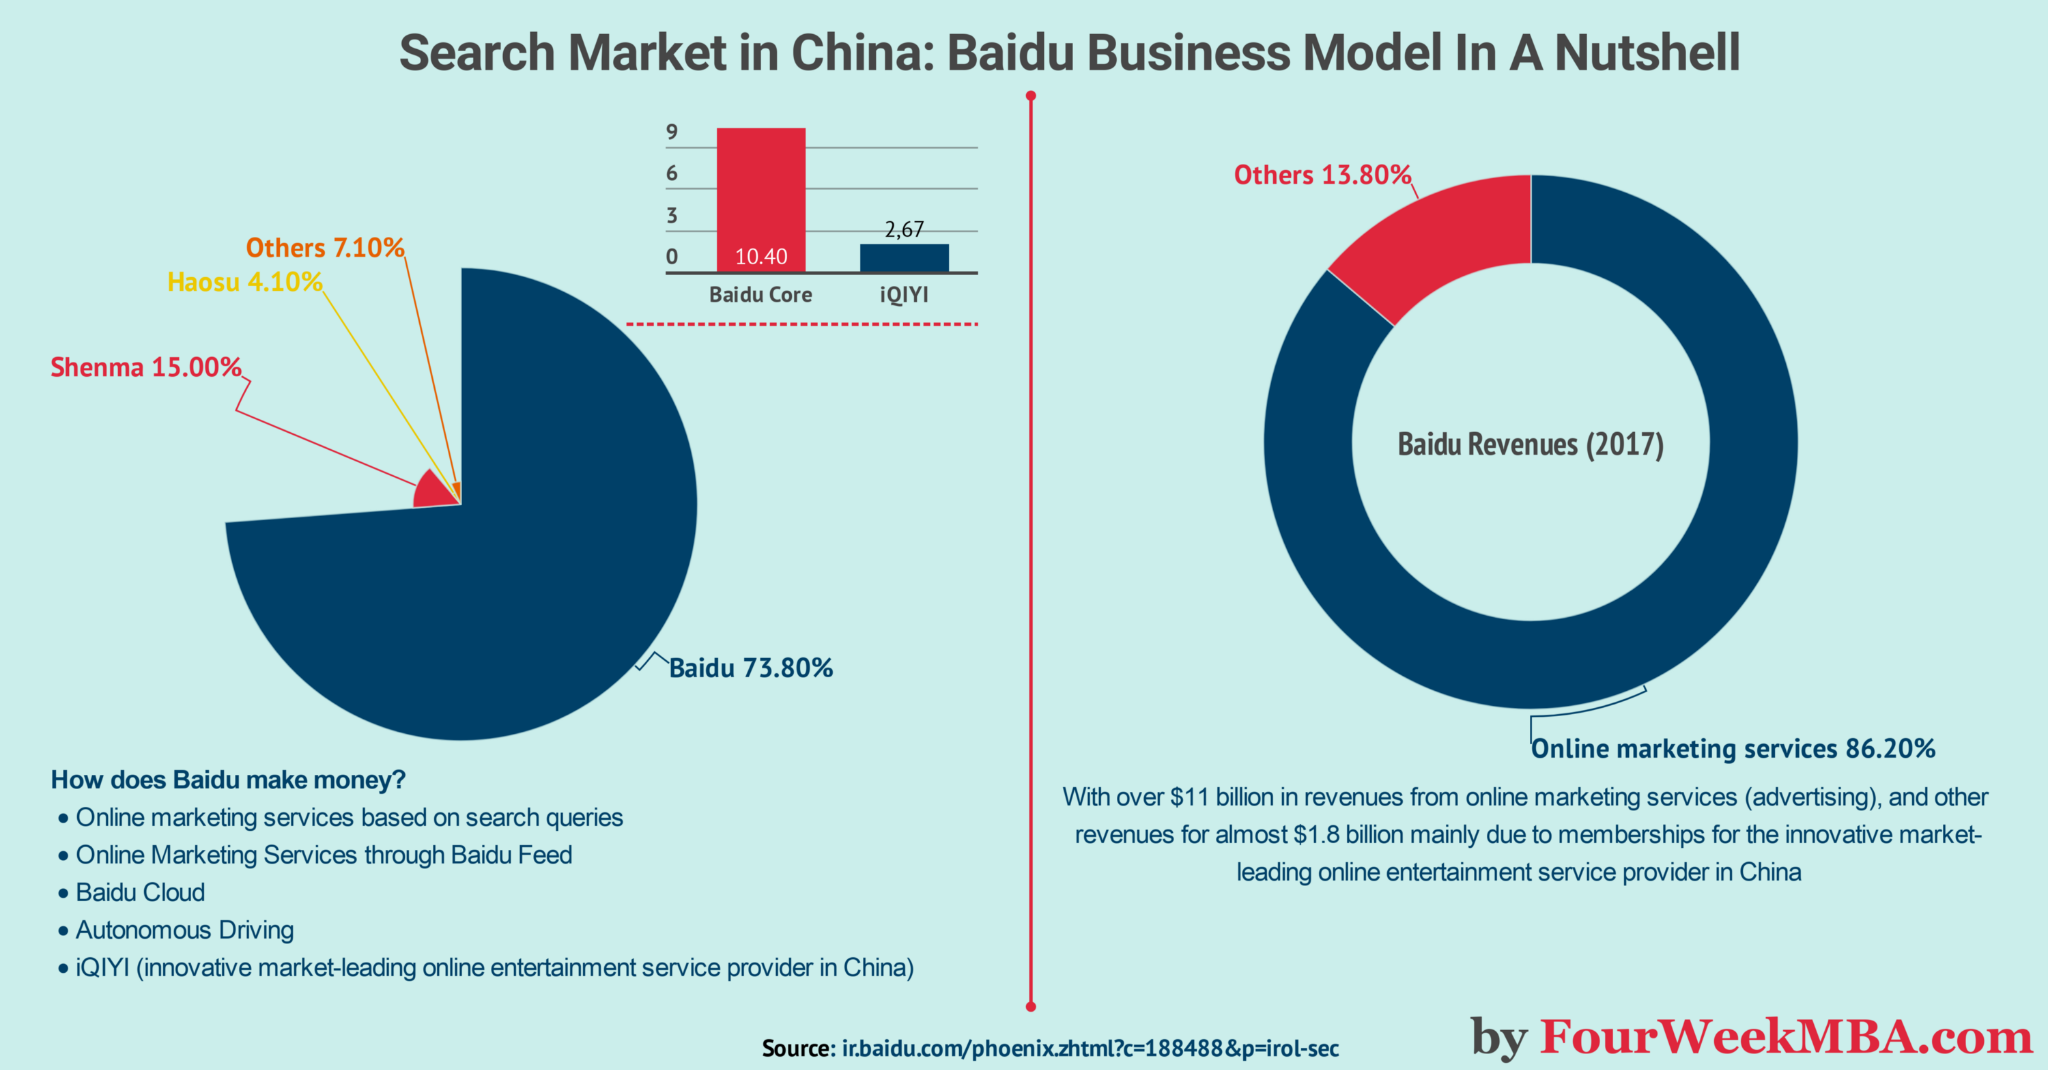 Search Market in China: Baidu Business Model In A Nutshell
9
6
3
0
10.40
2,67
Baidu Core
iQIYI
Others 7.10%
Haosu 4.10%
Shenma 15.00%
Baidu 73.80%
How does Baidu make money?
• Online marketing services based on search queries
• Online Marketing Services through Baidu Feed
• Baidu Cloud
• Autonomous Driving
• iQIYI (innovative market-leading online entertainment service provider in China)
Others 13.80%
Baidu Revenues (2017)
Online marketing services 86.20%
With over $11 billion in revenues from online marketing services (advertising), and other
revenues for almost $1.8 billion mainly due to memberships for the innovative market-
leading online entertainment service provider in China
Source: ir.baidu.com/phoenix.zhtml?c=188488&p=irol-sec
by FourWeekMBA.com